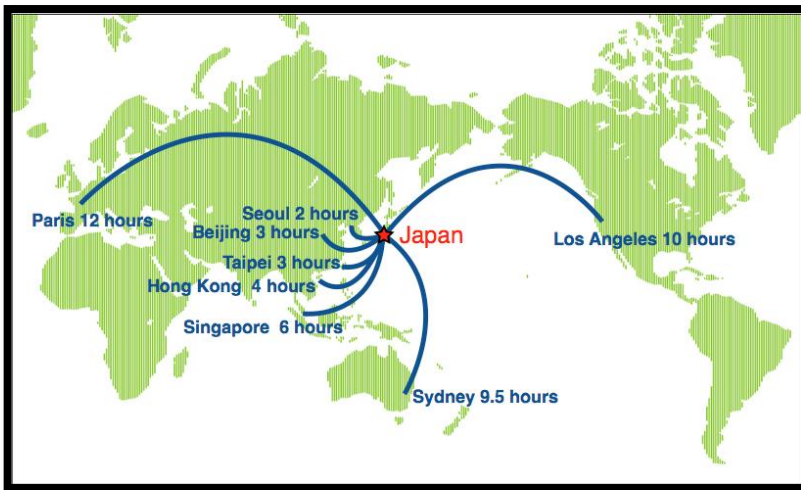 Paris 12 hours
Seoul 2 hours
Beijing 3 hours
Japan
Los Angeles 10 hours
Taipei 3 hours
Hong Kong  4 hours
Singapore  6 hours
Sydney 9.5 hours